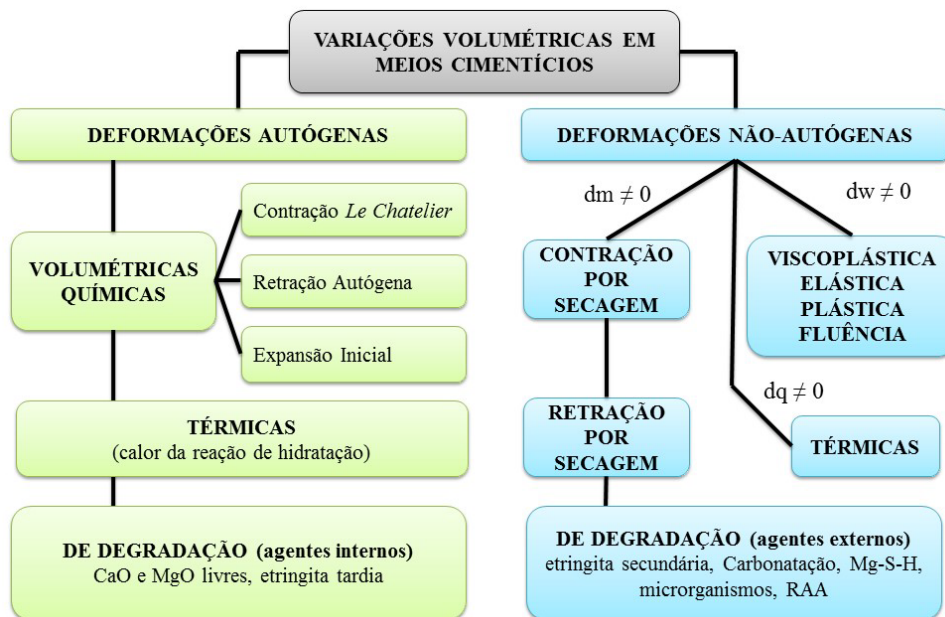 VARIAÇÕES VOLUMÉTRICAS EM
MEIOS CIMENTÍCIOS
DEFORMAÇÕES AUTÓGENAS
VOLUMÉTRICAS
QUÍMICAS
Contração Le Chatelier
Retração Autógena
Expansão Inicial
TÉRMICAS
(calor da reação de hidratação)
DE DEGRADAÇÃO (agentes internos)
CaO e MgO livres, etringita tardia
DEFORMAÇÕES NÃO-AUTÓGENAS
dm ≠ 0
dw ≠ 0
CONTRAÇÃO
POR
SECAGEM
VISCOPLÁSTICA
ELÁSTICA
PLÁSTICA
FLUÊNCIA
dq ≠ 0
RETRAÇÃO
POR
SECAGEM
TÉRMICAS
DE DEGRADAÇÃO (agentes externos)
etringita secundária, Carbonatação, Mg-S-H,
microrganismos, RAA